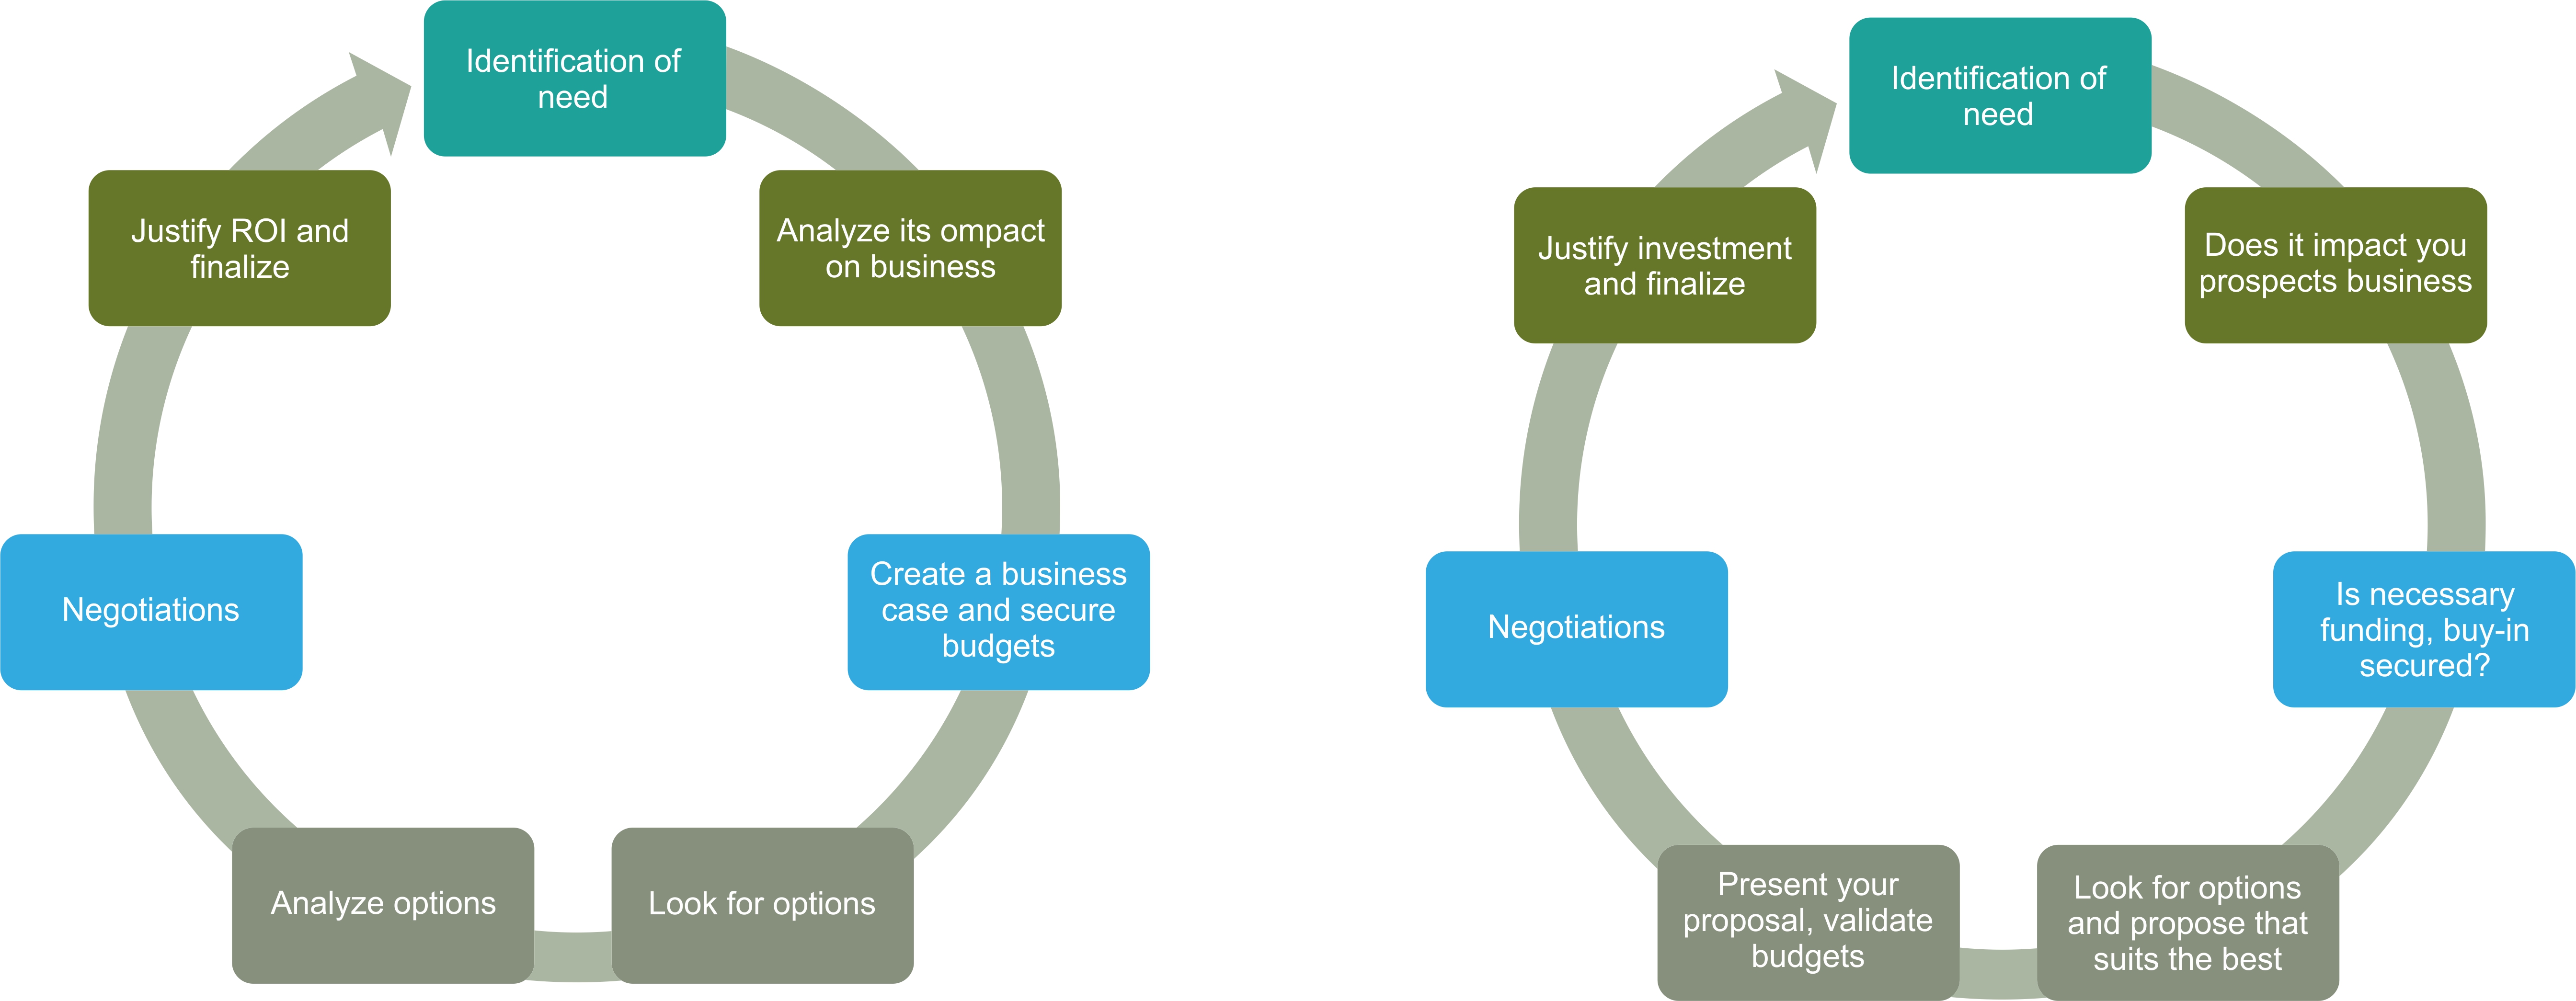 Identification of
need
Analyze its ompact
on business
Create a business
case and secure
budgets
Look for options
Analyze options
Negotiations
Justify ROI and
finalize
Identification of
need
Does it impact you
prospects business
Is necessary
funding, buy-in
secured?
Look for options
and propose that
suits the best
Present your
proposal, validate
budgets
Negotiations
Justify investment
and finalize